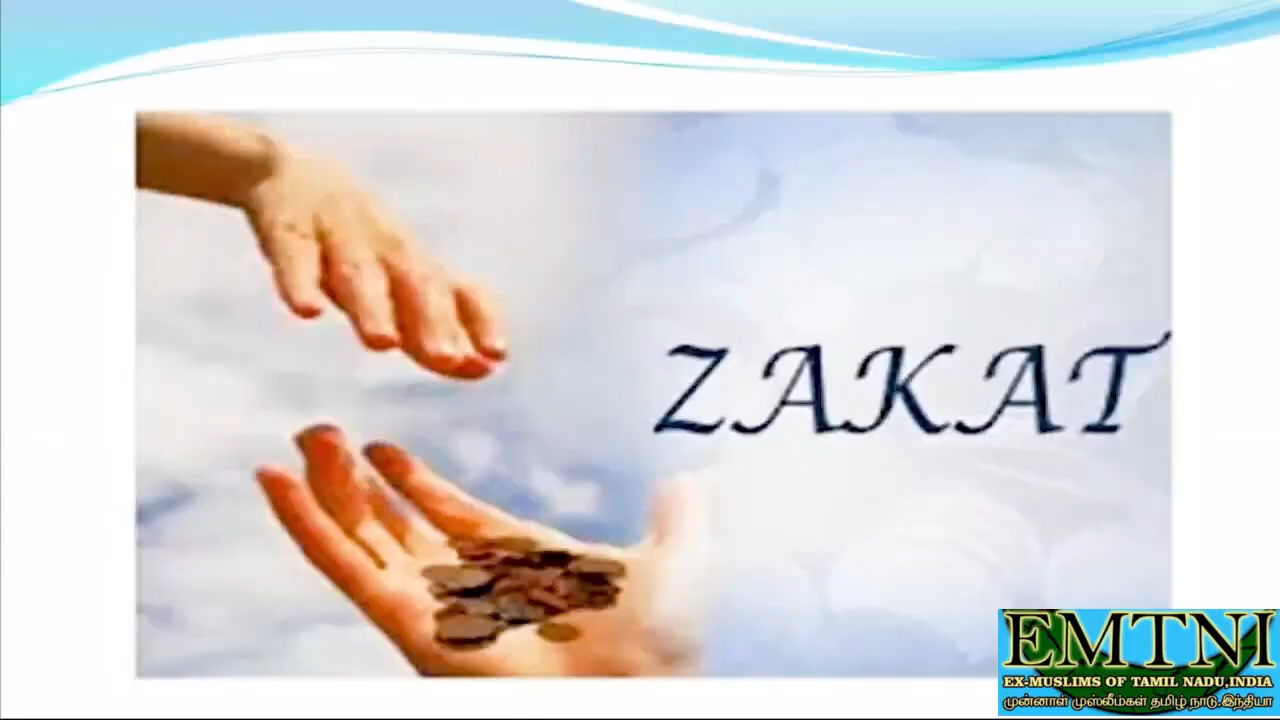 ZAKAT
EMTNI
EX-MUSLIMS OF TAMIL NADU,INDIA
முன்னாள் முஸ்லீம்கள் தமிழ் நாடு.இந்தியா